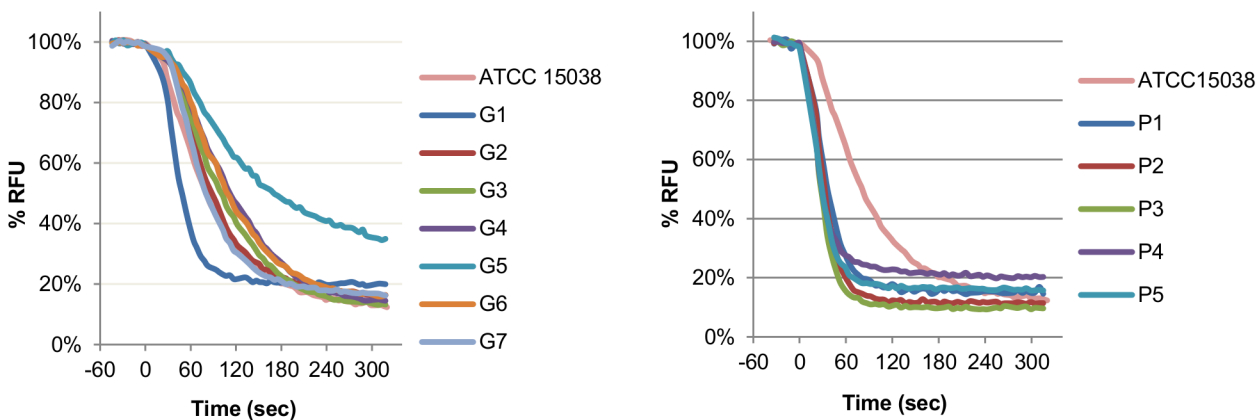 100%
80%
60%
40%
20%
0%
% RFU
-60 0 60 120 180 240 300
Time (sec)
ATCC 15038
G1
G2
G3
G4
G5
G6
G7
100%
80%
60%
40%
20%
0%
% RFU
-60 0 60 120 180 240 300
Time (sec)
ATCC15038
P1
P2
P3
P4
P5